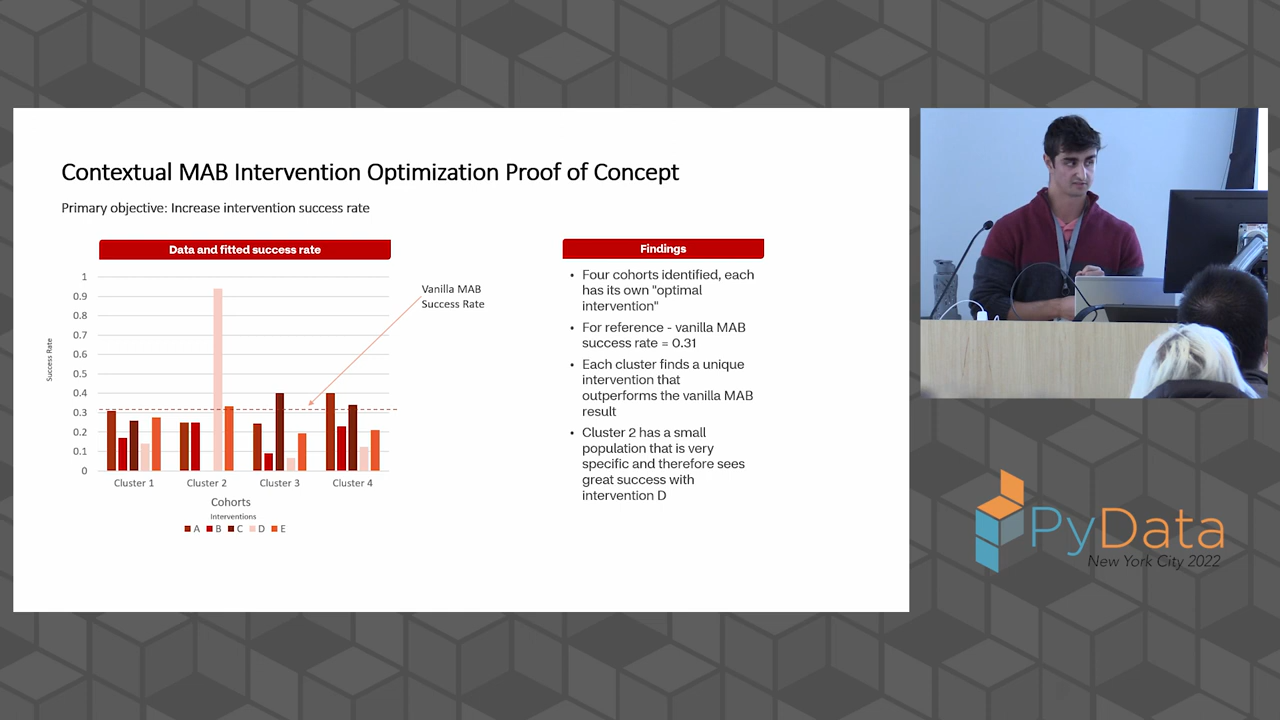 Contextual MAB Intervention Optimization Proof of Concept
Primary objective: Increase intervention success rate
Data and fitted success rate
1
0.9
0.8
0.7
0.6
0.5
0.4
0.3
0.2
0.1
0
Success Rate
Cluster 1
Cluster 2
Cluster 3
Cluster 4
Cohorts
Interventions
A B C D E
Vanilla MAB
Success Rate
Findings
• Four cohorts identified, each
has its own "optimal
intervention"
• For reference - vanilla MAB
success rate = 0.31
• Each cluster finds a unique
intervention that
outperforms the vanilla MAB
result
• Cluster 2 has a small
population that is very
specific and therefore sees
great success with
intervention D
PyData
New York City 2022